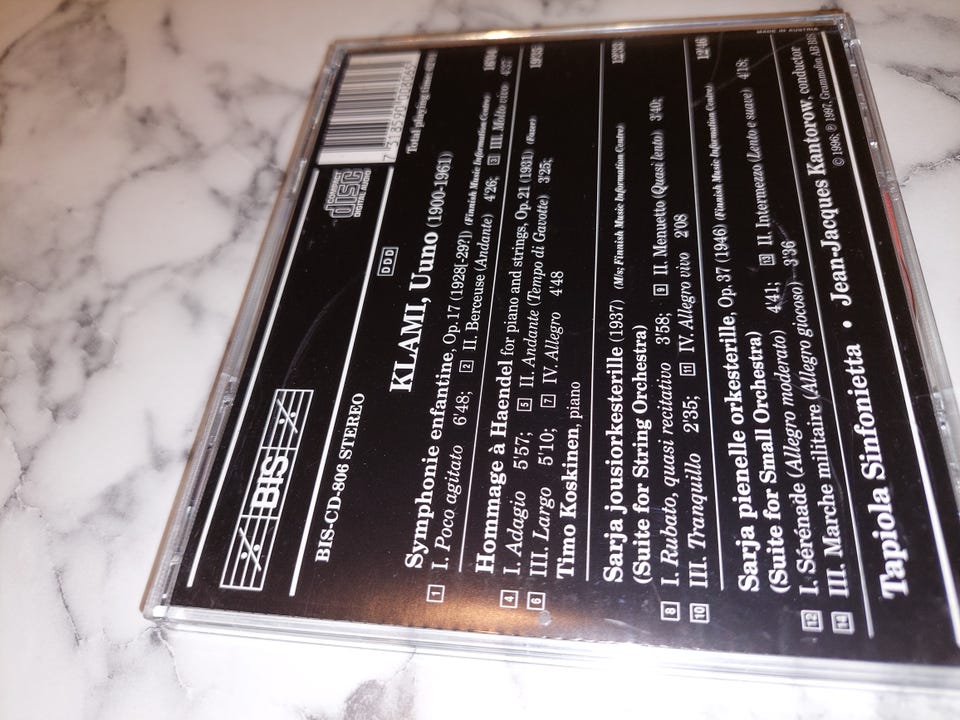 BIS
BIS-CD-806 STEREO
COMPACT
disc
DIGITAL AUDIO
DDD
Total playing time
KLAMI, Uuno (1900-1961)
Symphonie enfantine, Op.17 (1928[-29?]) (Finnish Music Information Centre)
1 I. Poco agitato 6'48; 2 II. Berceuse (Andante) 4'26; 3 III. Molto vivo 4'37
Hommage à Haendel for piano and strings, Op.21 (1931) (Fazer)
4 I. Adagio 5'57; 5 II. Andante (Tempo di Gavotte) 3'25;
6 III. Largo 5'10; 7 IV. Allegro 4'48
Timo Koskinen, piano
Sarja jousiorkesterille (1937) (M/s; Finnish Music Information Centre)
(Suite for String Orchestra)
8 I. Rubato, quasi recitativo 3'58; 9 II. Menuetto (Quasi lento) 3'40;
10 III. Tranquillo 2'35; 11 IV. Allegro vivo 2'08
Sarja pienelle orkesterille, Op.37 (1946) (Finnish Music Information Centre) 12'46
(Suite for Small Orchestra)
12 I. Sérénade (Allegro moderato) 4'41; 13 II. Intermezzo (Lento e suave) 4'18;
14 III. Marche militaire (Allegro giocoso) 3'36
Tapiola Sinfonietta • Jean-Jacques Kantorow, conductor
© 1996; ℗ 1997, Grammofon AB BIS
MADE IN AUSTRIA